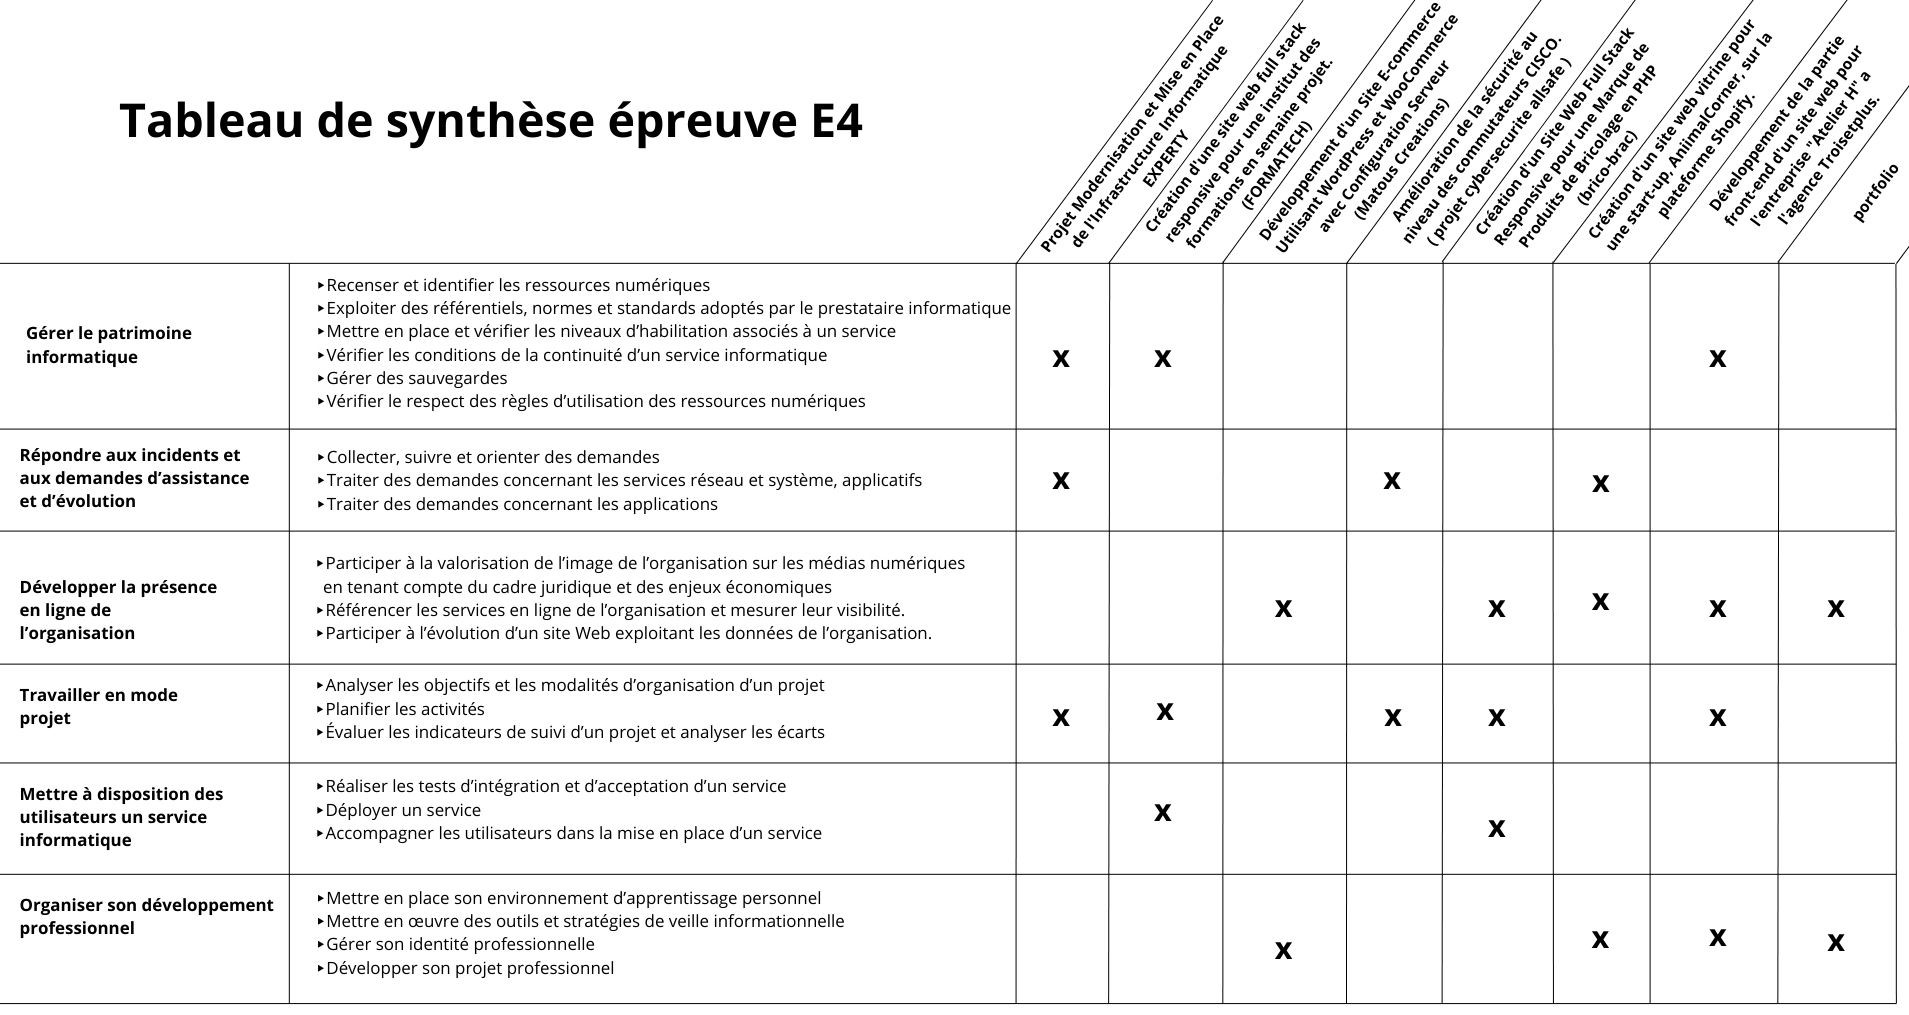 Tableau de synthèse épreuve E4
Projet Modernisation et Mise en Place
de l'Infrastructure Informatique
EXPERTY
Création d'une site web full stack
responsive pour une institut des
formations en semaine projet.
(FORMATECH)
Développement d'un Site E-commerce
Utilisant WordPress et WooCommerce
avec Configuration Serveur
(Matous Creations)
Amélioration de la sécurité au
niveau des commutateurs CISCO.
( projet cybersecurite allsafe )
Création d'un Site Web Full Stack
Responsive pour une Marque de
Produits de Bricolage en PHP
(brico-brac)
Création d'un site web vitrine pour
une start-up, AniimalCorner, sur la
plateforme Shopify.
Développement de la partie
front-end d'un site web pour
l'entreprise "Atelier H" a
l'agence Troisetplus.
portfolio
Gérer le patrimoine
informatique
▸Recenser et identifier les ressources numériques
▸Exploiter des référentiels, normes et standards adoptés par le prestataire informatique
▸Mettre en place et vérifier les niveaux d’habilitation associés à un service
▸Vérifier les conditions de la continuité d’un service informatique
▸Gérer des sauvegardes
▸Vérifier le respect des règles d’utilisation des ressources numériques
x x x
Répondre aux incidents et
aux demandes d’assistance
et d’évolution
▸Collecter, suivre et orienter des demandes
▸Traiter des demandes concernant les services réseau et système, applicatifs
▸Traiter des demandes concernant les applications
x x x
Développer la présence
en ligne de
l’organisation
▸Participer à la valorisation de l’image de l’organisation sur les médias numériques
en tenant compte du cadre juridique et des enjeux économiques
▸Référencer les services en ligne de l’organisation et mesurer leur visibilité.
▸Participer à l’évolution d’un site Web exploitant les données de l’organisation.
x x x x x
Travailler en mode
projet
▸Analyser les objectifs et les modalités d’organisation d’un projet
▸Planifier les activités
▸Évaluer les indicateurs de suivi d’un projet et analyser les écarts
x x x x x
Mettre à disposition des
utilisateurs un service
informatique
▸Réaliser les tests d’intégration et d’acceptation d’un service
▸Déployer un service
▸Accompagner les utilisateurs dans la mise en place d’un service
x x
Organiser son développement
professionnel
▸Mettre en place son environnement d’apprentissage personnel
▸Mettre en œuvre des outils et stratégies de veille informationnelle
▸Gérer son identité professionnelle
▸Développer son projet professionnel
x x x x